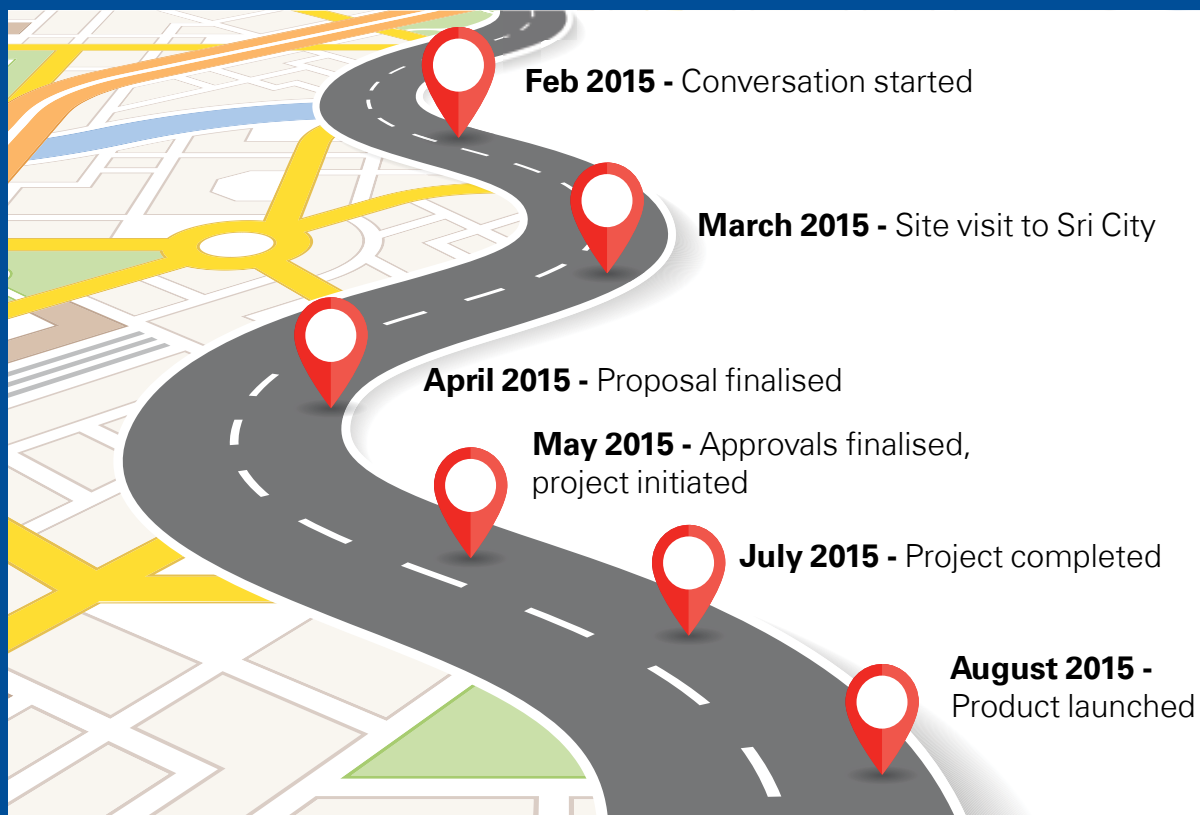 Feb 2015 - Conversation started
March 2015 - Site visit to Sri City
April 2015 - Proposal finalised
May 2015 - Approvals finalised,
project initiated
July 2015 - Project completed
August 2015 -
Product launched